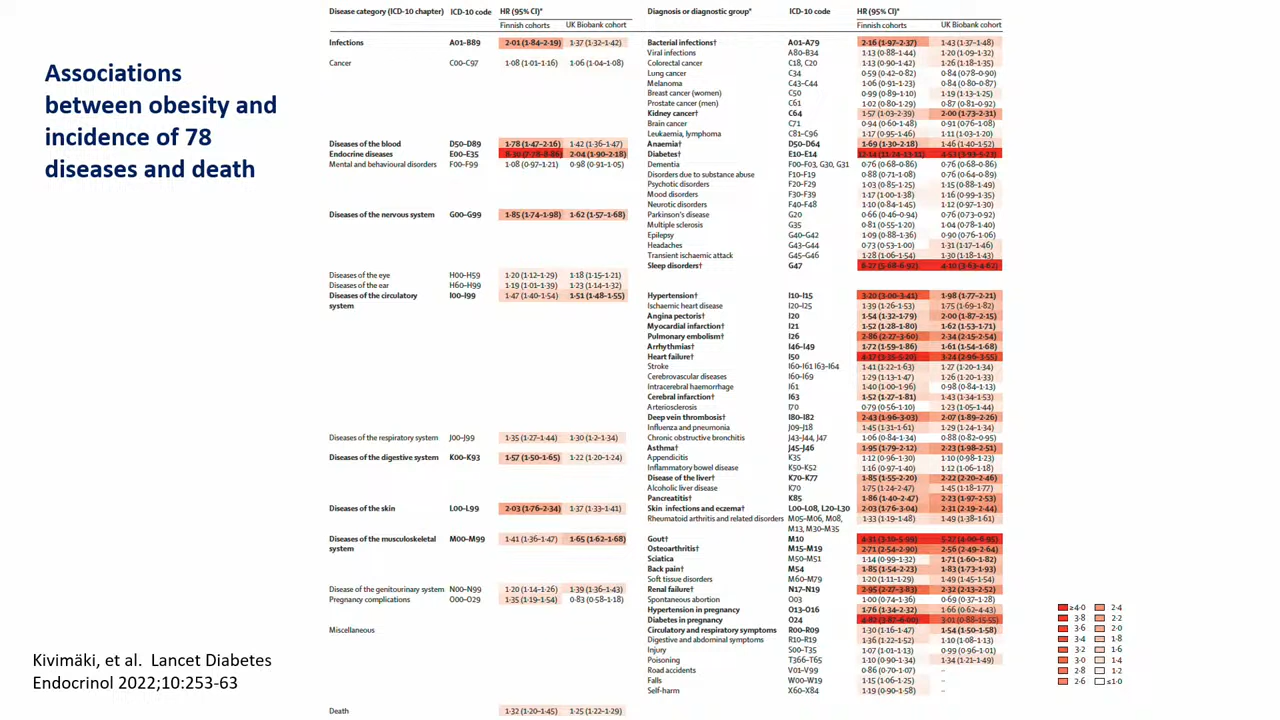 Associations
between obesity and
incidence of 78
diseases and death
Kivimäki, et al. Lancet Diabetes
Endocrinol 2022;10:253-63
Disease category (ICD-10 chapter) ICD-10 code HR (95% CI)*
Finnish cohorts UK Biobank cohort
Infections A01–B89 2·01 (1·84–2·19) 1·37 (1·32–1·42)
Cancer C00–C97 1·08 (1·01–1·16) 1·06 (1·04–1·08)
Diseases of the blood D50–D89 1·78 (1·47–2·16) 1·42 (1·36–1·47)
Endocrine diseases E00–E35 2·04 (1·90–2·18)
Mental and behavioural disorders F00–F99 1·08 (0·97–1·21) 0·98 (0·91–1·05)
Diseases of the nervous system G00–G99 1·85 (1·74–1·98) 1·62 (1·57–1·68)
Diseases of the eye H00–H59 1·20 (1·12–1·29) 1·18 (1·15–1·21)
Diseases of the ear H60–H99 1·19 (1·01–1·39) 1·23 (1·14–1·32)
Diseases of the circulatory I00–I99 1·47 (1·40–1·54) 1·51 (1·48–1·55)
system
Diseases of the respiratory system J00–J99 1·35 (1·27–1·44) 1·30 (1·2–1·34)
Diseases of the digestive system K00–K93 1·57 (1·50–1·65) 1·22 (1·20–1·24)
Diseases of the skin L00–L99 2·03 (1·76–2·34) 1·37 (1·33–1·41)
Diseases of the musculoskeletal M00–M99 1·41 (1·36–1·47) 1·65 (1·62–1·68)
system
Disease of the genitourinary system N00–N99 1·20 (1·14–1·26) 1·39 (1·36–1·43)
Pregnancy complications O00–O29 1·35 (1·19–1·54) 0·83 (0·58–1·18)
Miscellaneous
Death 1·32 (1·20–1·45) 1·25 (1·22–1·29)
Diagnosis or diagnostic group* ICD-10 code HR (95% CI)*
Finnish cohorts UK Biobank cohort
Bacterial infections† A01–A79 2·16 (1·97–2·37) 1·43 (1·37–1·48)
Viral infections A80–B34 1·13 (0·88–1·44) 1·20 (1·09–1·32)
Colorectal cancer C18, C20 1·13 (0·90–1·42) 1·26 (1·18–1·35)
Lung cancer C34 0·59 (0·42–0·82) 0·84 (0·78–0·90)
Melanoma C43–C44 1·06 (0·91–1·23) 0·84 (0·80–0·87)
Breast cancer (women) C50 0·99 (0·89–1·10) 1·19 (1·13–1·25)
Prostate cancer (men) C61 1·02 (0·80–1·29) 0·87 (0·81–0·92)
Kidney cancer† C64 1·57 (1·03–2·39) 2·00 (1·73–2·31)
Brain cancer C71 0·94 (0·60–1·48) 0·91 (0·76–1·08)
Leukaemia, lymphoma C81–C96 1·17 (0·95–1·46) 1·11 (1·03–1·20)
Anaemia† D50–D64 1·69 (1·30–2·18) 1·46 (1·40–1·52)
Diabetes† E10–E14
Dementia F00–F03, G30, G31 0·76 (0·68–0·86) 0·76 (0·68–0·86)
Disorders due to substance abuse F10–F19 0·88 (0·71–1·08) 0·76 (0·64–0·89)
Psychotic disorders F20–F29 1·03 (0·85–1·25) 1·15 (0·88–1·49)
Mood disorders F30–F39 1·17 (1·00–1·38) 1·16 (0·99–1·35)
Neurotic disorders F40–F48 1·10 (0·84–1·45) 1·12 (0·97–1·30)
Parkinson's disease G20 0·66 (0·46–0·94) 0·76 (0·73–0·92)
Multiple sclerosis G35 0·81 (0·55–1·20) 1·04 (0·78–1·40)
Epilepsy G40–G42 1·09 (0·88–1·36) 0·90 (0·76–1·06)
Headaches G43–G44 0·73 (0·53–1·00) 1·31 (1·17–1·46)
Transient ischaemic attack G45–G46 1·28 (1·06–1·54) 1·30 (1·18–1·43)
Sleep disorders† G47 6·27 (5·68–6·92) 4·10 (3·63–4·62)
Hypertension† I10–I15 3·20 (3·00–3·41) 1·98 (1·77–2·21)
Ischaemic heart disease I20–I25 1·39 (1·26–1·53) 1·75 (1·69–1·82)
Angina pectoris† I20 1·54 (1·32–1·79) 2·00 (1·87–2·15)
Myocardial infarction† I21 1·52 (1·28–1·80) 1·62 (1·53–1·71)
Pulmonary embolism† I26 2·86 (2·27–3·60) 2·34 (2·15–2·54)
Arrhythmias† I46–I49 1·72 (1·59–1·86) 1·61 (1·54–1·68)
Heart failure† I50 3·24 (2·96–3·55)
Stroke I60–I61 I63–I64 1·41 (1·22–1·63) 1·27 (1·20–1·34)
Cerebrovascular diseases I60–I69 1·29 (1·13–1·47) 1·26 (1·20–1·33)
Intracerebral haemorrhage I61 1·40 (1·00–1·96) 0·98 (0·84–1·13)
Cerebral infarction† I63 1·52 (1·27–1·81) 1·43 (1·34–1·53)
Arteriosclerosis I70 0·79 (0·56–1·10) 1·23 (1·05–1·44)
Deep vein thrombosis† I80–I82 2·43 (1·96–3·03) 2·07 (1·89–2·26)
Influenza and pneumonia J09–J18 1·45 (1·31–1·61) 1·29 (1·24–1·34)
Chronic obstructive bronchitis J43–J44, J47 1·06 (0·84–1·34) 0·88 (0·82–0·95)
Asthma† J45–J46 1·95 (1·79–2·12) 2·23 (1·98–2·51)
Appendicitis K35 1·12 (0·96–1·30) 1·10 (0·98–1·23)
Inflammatory bowel disease K50–K52 1·16 (0·97–1·40) 1·12 (1·06–1·18)
Disease of the liver† K70–K77 1·85 (1·55–2·20) 2·22 (2·20–2·46)
Alcoholic liver disease K70 1·75 (1·24–2·47) 1·45 (1·18–1·77)
Pancreatitis† K85 1·86 (1·40–2·47) 2·23 (1·97–2·53)
Skin infections and eczema† L00–L08, L20–L30 2·03 (1·76–3·04) 2·31 (2·19–2·44)
Rheumatoid arthritis and related disorders M05–M06, M08, 1·33 (1·19–1·48) 1·49 (1·38–1·61)
M13, M30–M35
Gout† M10
Osteoarthritis† M15–M19 2·71 (2·54–2·90) 2·56 (2·49–2·64)
Sciatica M50–M51 1·14 (0·99–1·32) 1·71 (1·60–1·82)
Back pain† M54 1·85 (1·54–2·23) 1·83 (1·73–1·93)
Soft tissue disorders M60–M79 1·20 (1·11–1·29) 1·49 (1·45–1·54)
Renal failure† N17–N19 2·95 (2·27–3·83) 2·32 (2·13–2·52)
Spontaneous abortion O03 1·00 (0·74–1·36) 0·69 (0·37–1·28)
Hypertension in pregnancy O13–O16 1·76 (1·34–2·32) 1·66 (0·62–4·43)
Diabetes in pregnancy O24 4·82 (3·87–6·00) 3·01 (0·88–15·55)
Circulatory and respiratory symptoms R00–R09 1·30 (1·16–1·47) 1·54 (1·50–1·58)
Digestive and abdominal symptoms R10–R19 1·36 (1·22–1·52) 1·10 (1·08–1·13)
Injury S00–T35 1·07 (1·01–1·13) 0·99 (0·96–1·01)
Poisoning T366–T65 1·10 (0·90–1·34) 1·34 (1·21–1·49)
Road accidents V01–V99 0·86 (0·70–1·07) –
Falls W00–W19 1·15 (1·06–1·25) –
Self-harm X60–X84 1·19 (0·90–1·58) –
≥4·0 2·4
3·8 2·2
3·6 2·0
3·4 1·8
3·2 1·6
3·0 1·4
2·8 1·2
2·6 ≤1·0